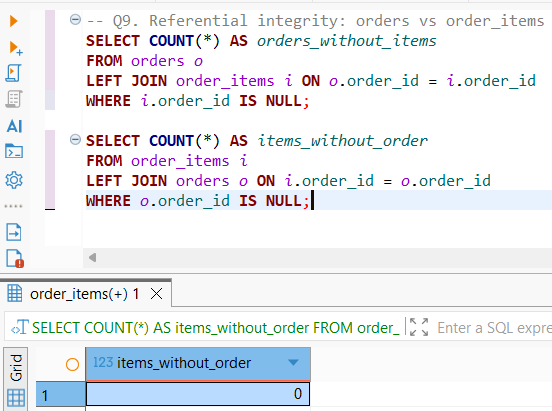 -- Q9. Referential integrity: orders vs order_items
SELECT COUNT(*) AS orders_without_items
FROM orders o
LEFT JOIN order_items i ON o.order_id = i.order_id
WHERE i.order_id IS NULL;
SELECT COUNT(*) AS items_without_order
FROM order_items i
LEFT JOIN orders o ON i.order_id = o.order_id
WHERE o.order_id IS NULL;
AI
order_items(+) 1
SELECT COUNT(*) AS items_without_order FROM order_
Enter a SQL expre
Grid
123 items_without_order
1 0